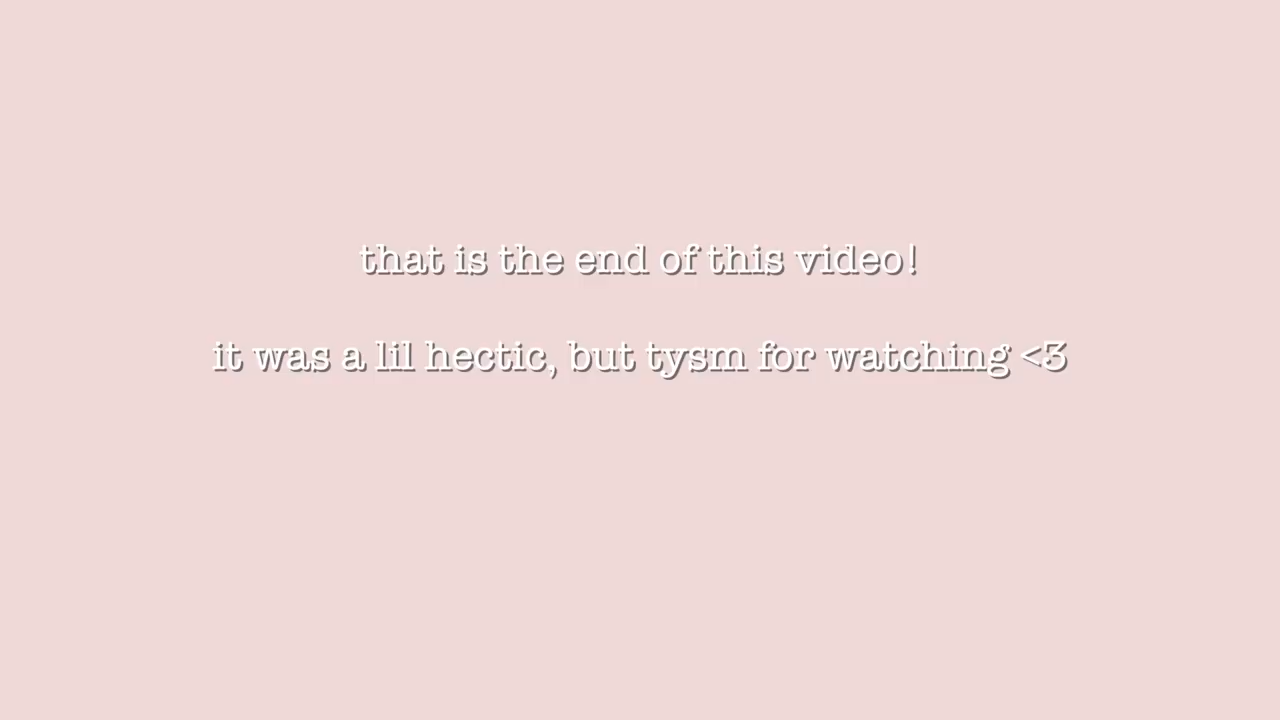 that is the end of this video!
it was a lil hectic, but tysm for watching <3